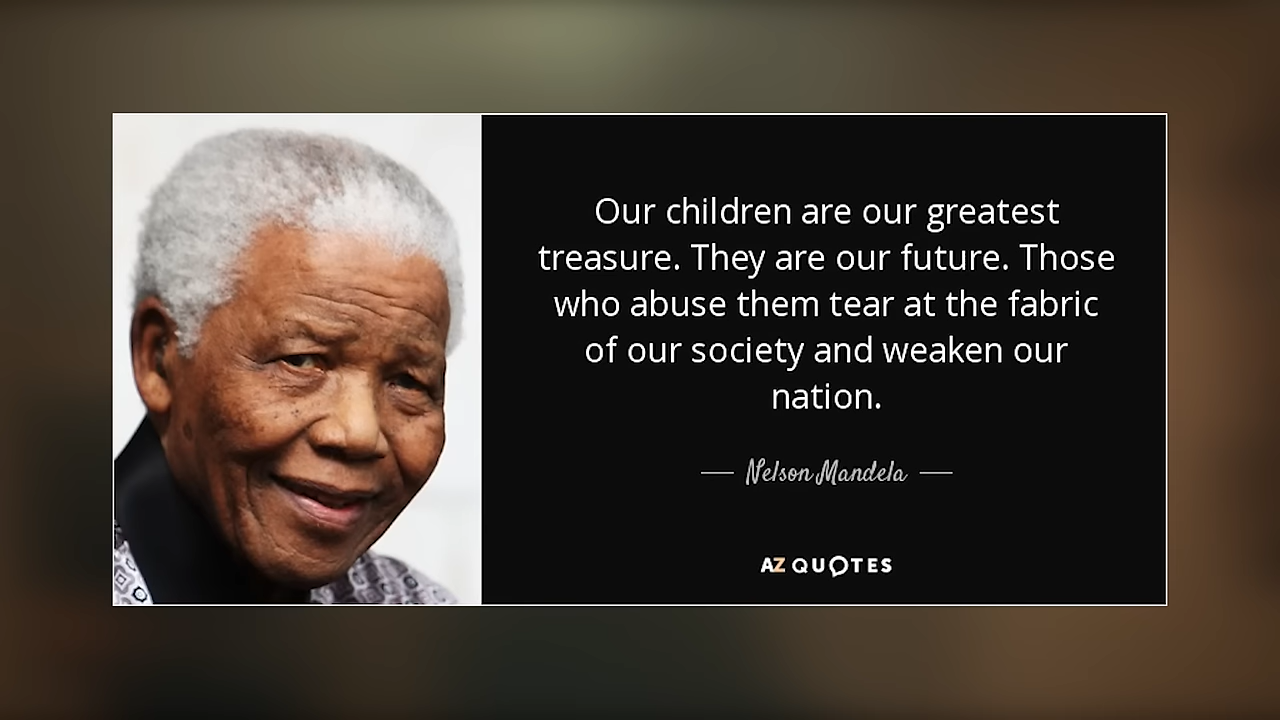 Our children are our greatest
treasure. They are our future. Those
who abuse them tear at the fabric
of our society and weaken our
nation.
Nelson Mandela
AZ QUOTES